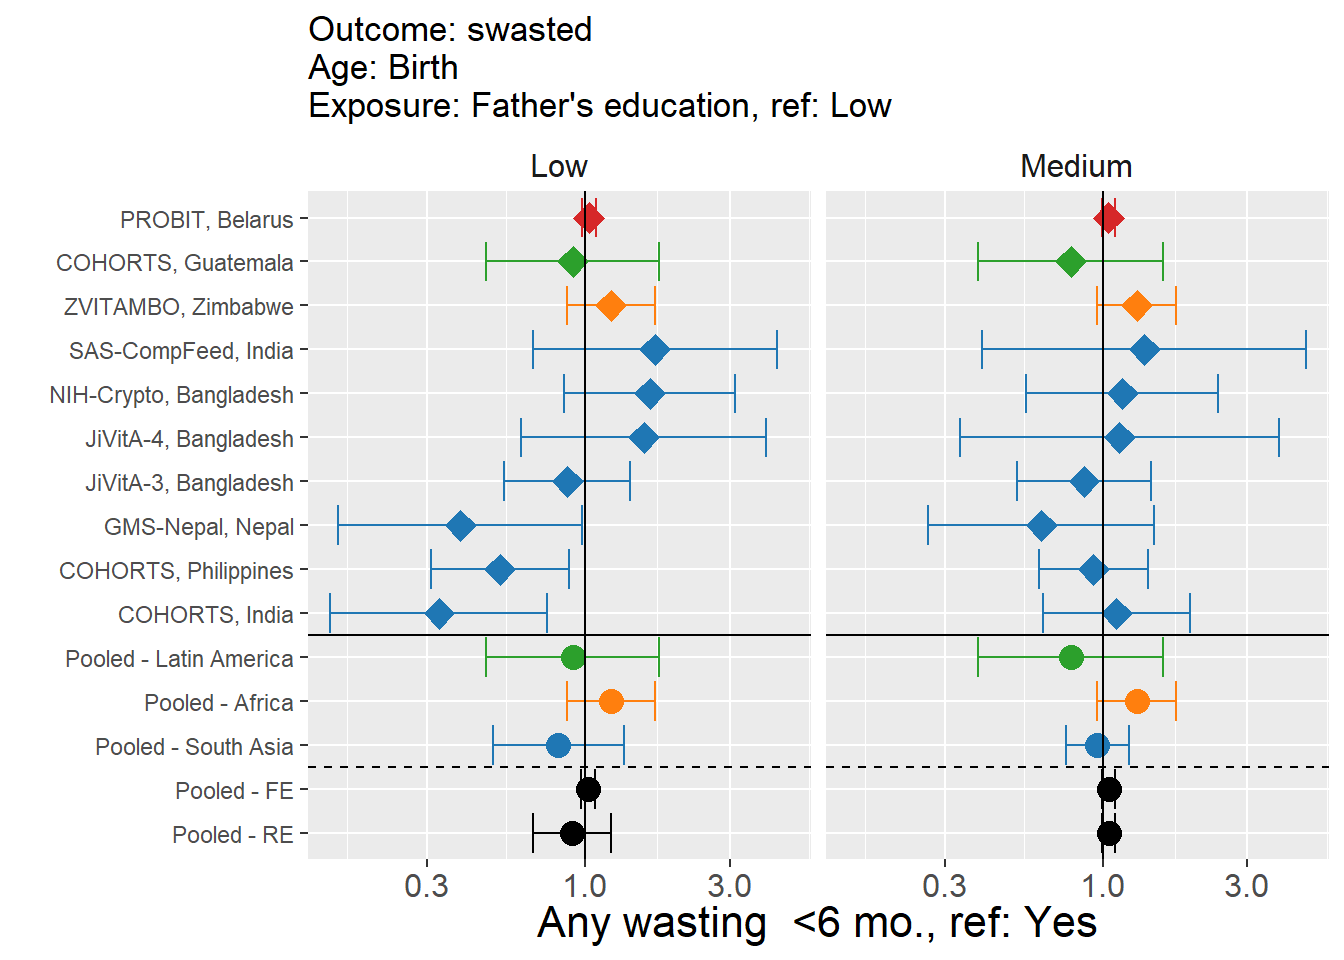 Outcome: swasted
Age: Birth
Exposure: Father's education, ref: Low
Low
Medium
PROBIT, Belarus
COHORTS, Guatemala
ZVITAMBO, Zimbabwe
SAS-CompFeed, India
NIH-Crypto, Bangladesh
JiVitA-4, Bangladesh
JiVitA-3, Bangladesh
GMS-Nepal, Nepal
COHORTS, Philippines
COHORTS, India
Pooled - Latin America
Pooled - Africa
Pooled - South Asia
Pooled - FE
Pooled - RE
0.3 1.0 3.0 0.3 1.0 3.0
Any wasting  <6 mo., ref: Yes